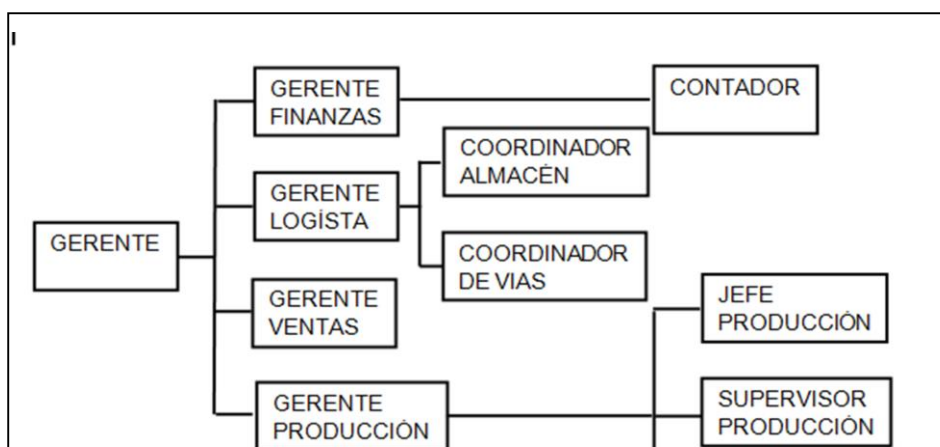 GERENTE
FINANZAS
CONTADOR
COORDINADOR
ALMACÉN
GERENTE
LOGÍSTA
GERENTE
COORDINADOR
DE VIAS
GERENTE
VENTAS
JEFE
PRODUCCIÓN
GERENTE
PRODUCCIÓN
SUPERVISOR
PRODUCCIÓN